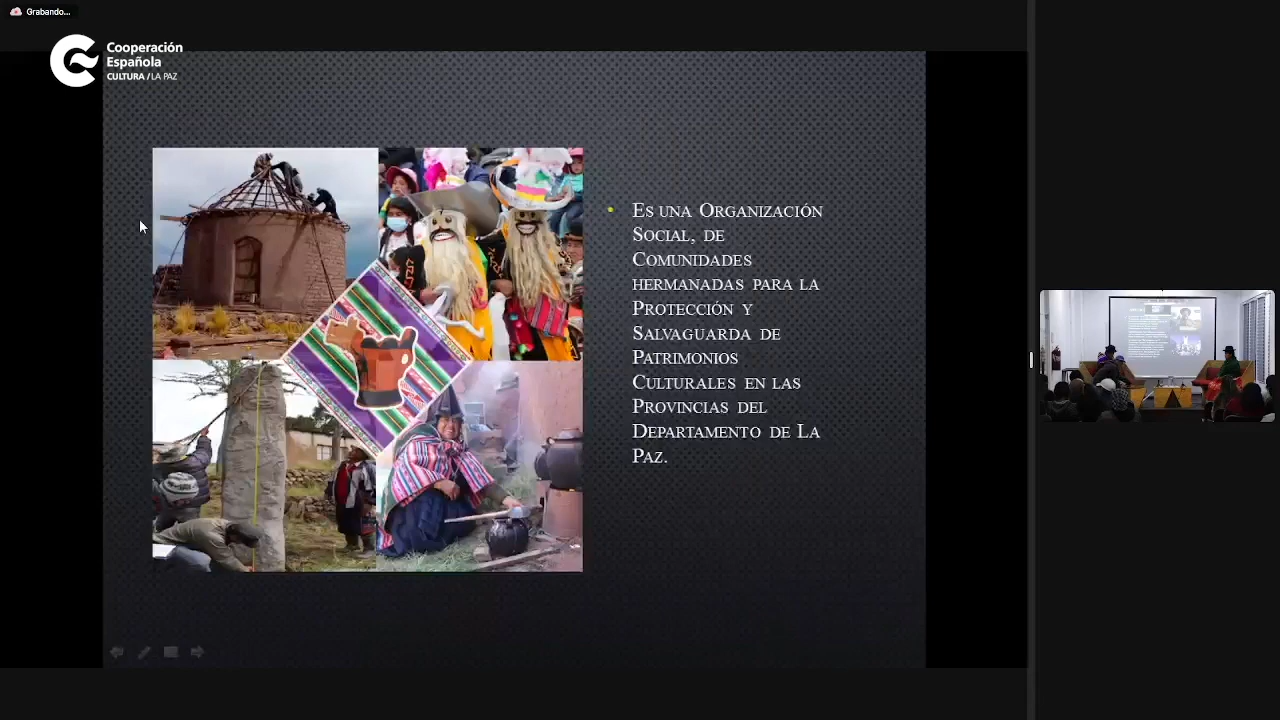 Grabando...
Cooperación
Española
CULTURA / LA PAZ
Es una Organización
Social, de
Comunidades
hermanadas para la
Protección y
Salvaguarda de
Patrimonios
Culturales en las
Provincias del
Departamento de La
Paz.